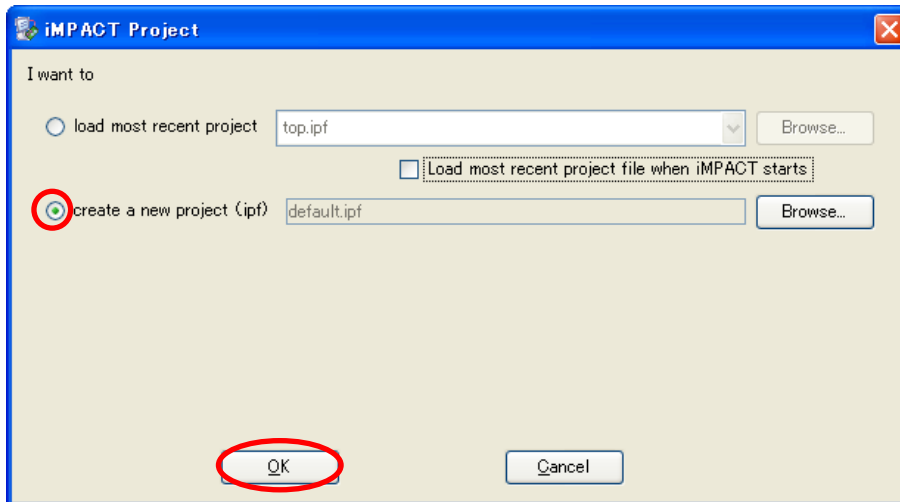 iMPACT Project
I want to
load most recent project top.ipf Browse...
Load most recent project file when iMPACT starts
create a new project (ipf) default.ipf Browse...
OK Cancel